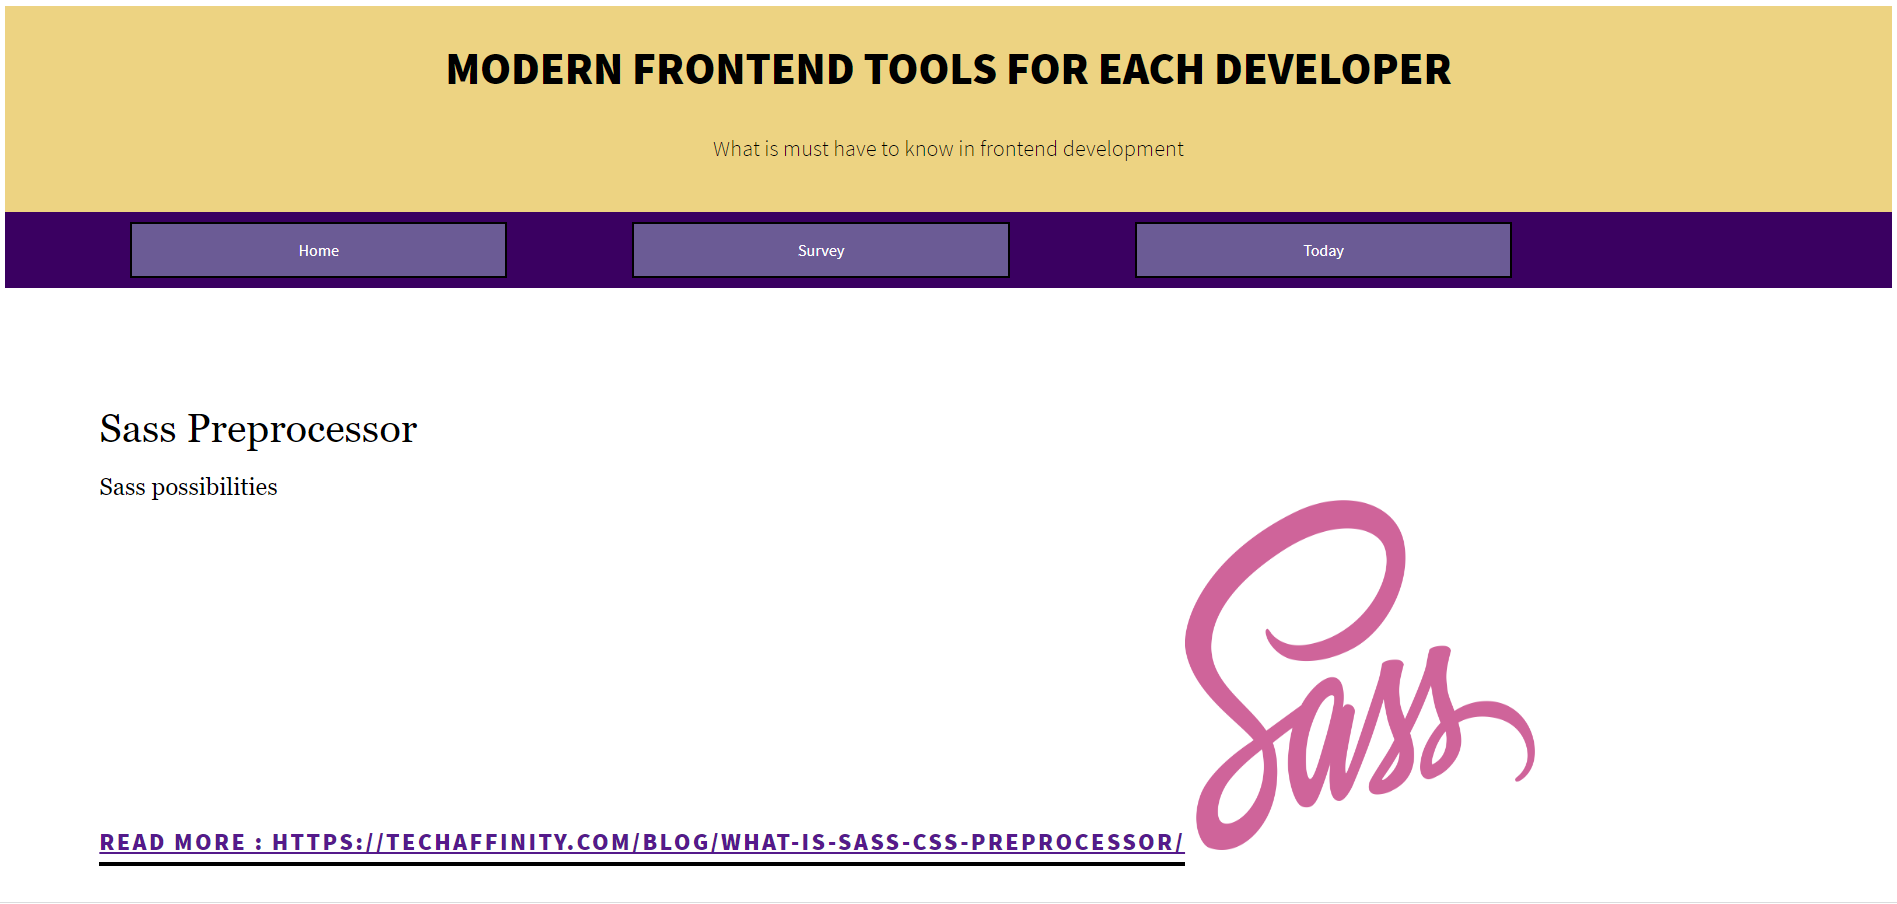 MODERN FRONTEND TOOLS FOR EACH DEVELOPER
What is must have to know in frontend development
Home Survey Today
Sass Preprocessor
Sass possibilities
Sass
READ MORE : HTTPS://TECHAFFINITY.COM/BLOG/WHAT-IS-SASS-CSS-PREPROCESSOR/